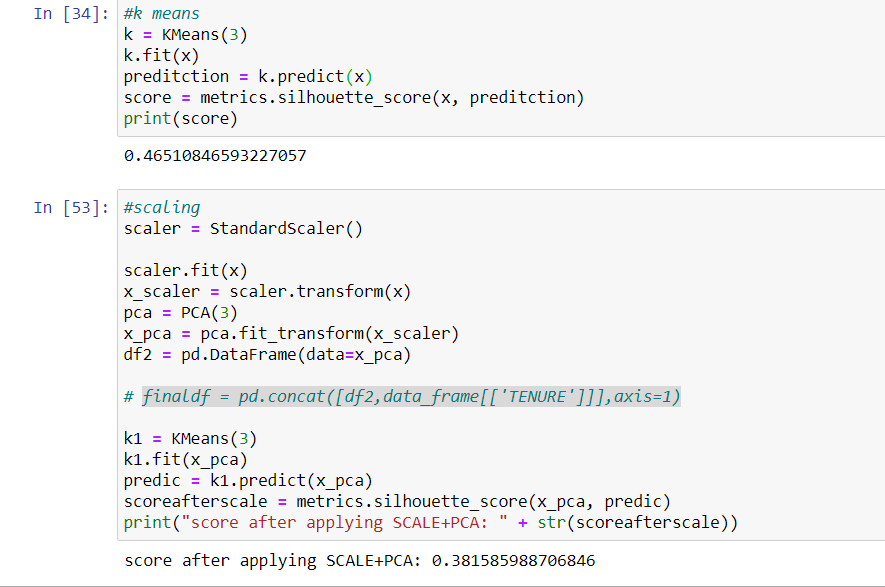 In [34]: #k means
k = KMeans(3)
k.fit(x)
preditction = k.predict(x)
score = metrics.silhouette_score(x, preditction)
print(score)
0.46510846593227057
In [53]: #scaling
scaler = StandardScaler()
scaler.fit(x)
x_scaler = scaler.transform(x)
pca = PCA(3)
x_pca = pca.fit_transform(x_scaler)
df2 = pd.DataFrame(data=x_pca)
# finaldf = pd.concat([df2,data_frame[['TENURE']]],axis=1)
k1 = KMeans(3)
k1.fit(x_pca)
predic = k1.predict(x_pca)
scoreafterscale = metrics.silhouette_score(x_pca, predic)
print("score after applying SCALE+PCA: " + str(scoreafterscale))
score after applying SCALE+PCA: 0.381585988706846